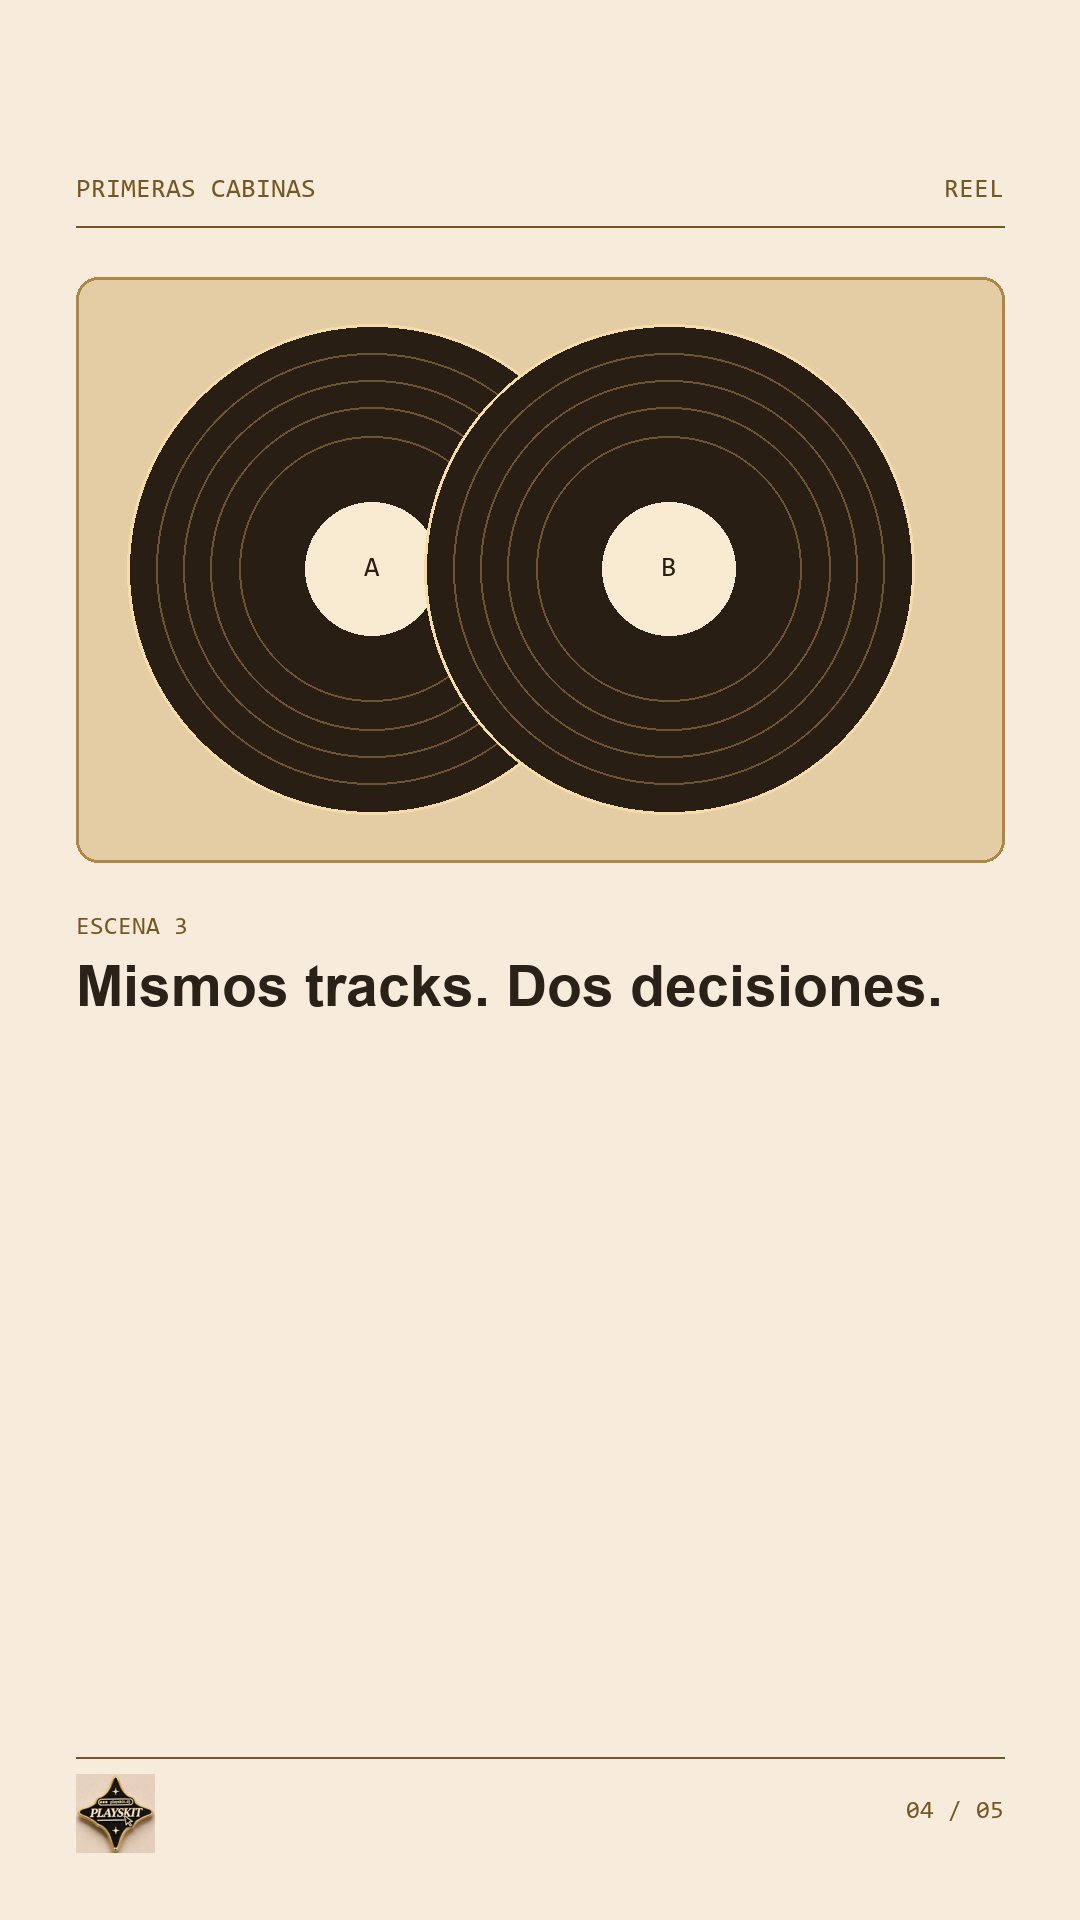 PRIMERAS CABINAS
REEL
A
B
ESCENA 3
Mismos tracks. Dos decisiones.
PLAYSKIT
04 / 05